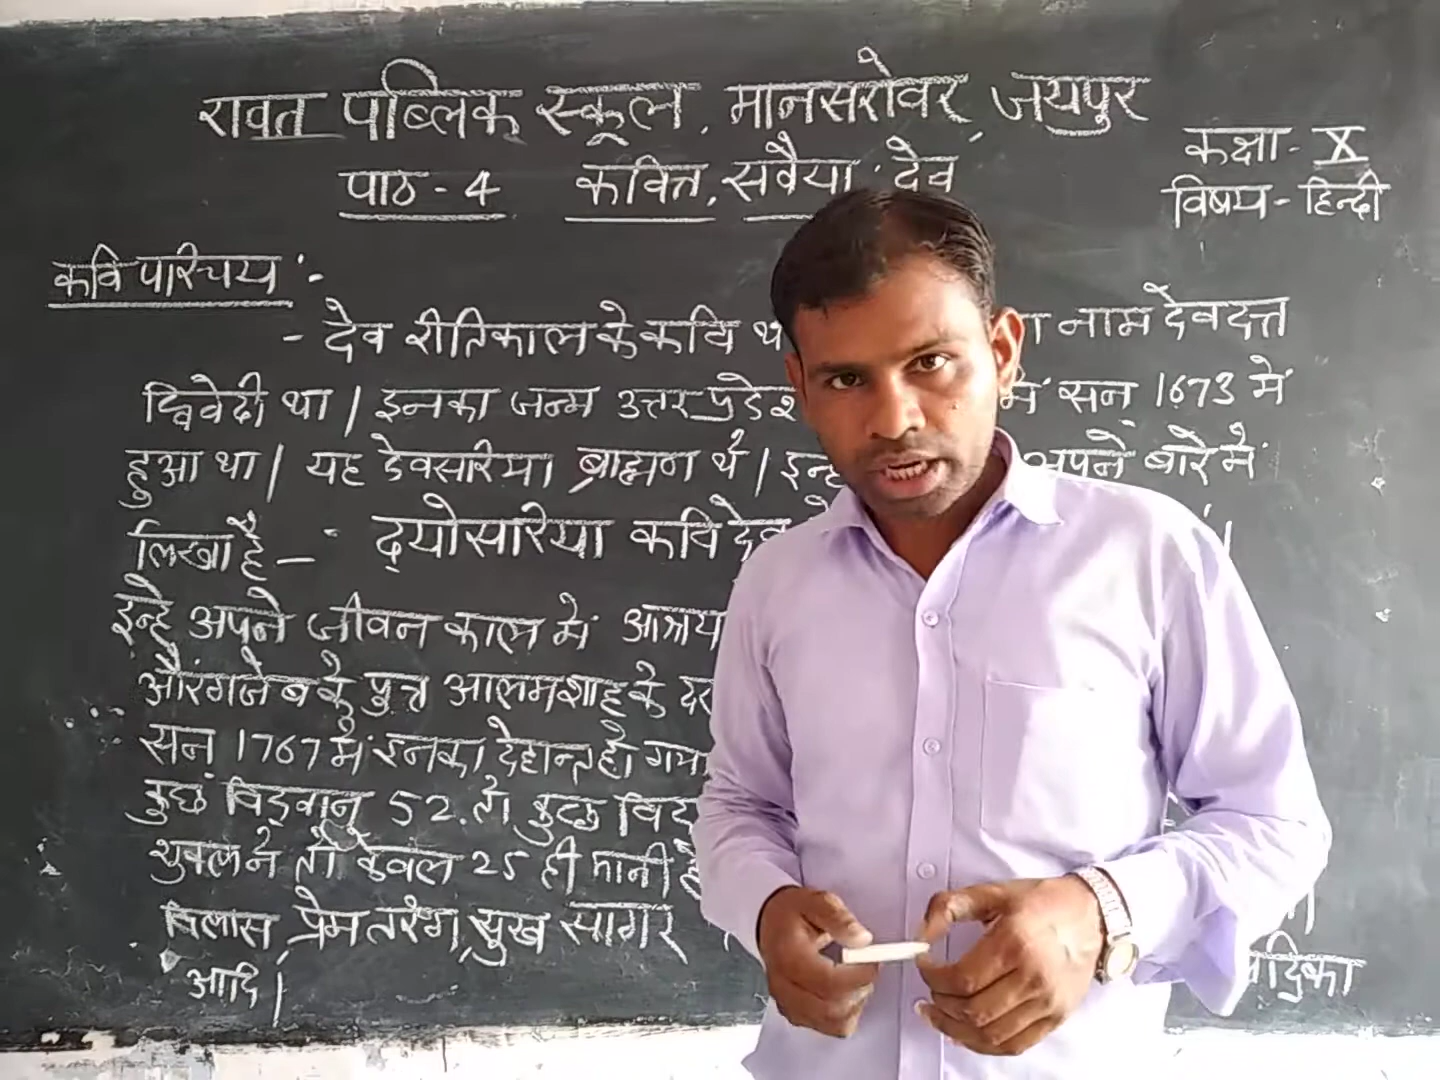 रावत पब्लिक स्कूल, मानसरोवर, जयपुर
कक्षा - X
पाठ - 4 कवित्त, सवैया : देव
विषय - हिन्दी
कवि परिचय :-
- देव रीतिकाल के कवि थ नाम देवदत्त
द्विवेदी था। इनका जन्म उत्तर प्रदेश में सन् 1673 में
हुआ था। यह देवसरिया ब्राह्मण थे। इन्ह अपने बारे में
लिखा है - द्योसरिया कवि देव
इन्हे अपने जीवन काल में आश्रय
औरंगजेब के पुत्र आलमशाह के दर
सन् 1767 में इनका देहान्त हो गया
कुछ विद्वान् 52. तो कुछ विद्
शुक्ल ने तो केवल 25 ही मानी है
विलास, प्रेम तरंग, सुख सागर
आदि।